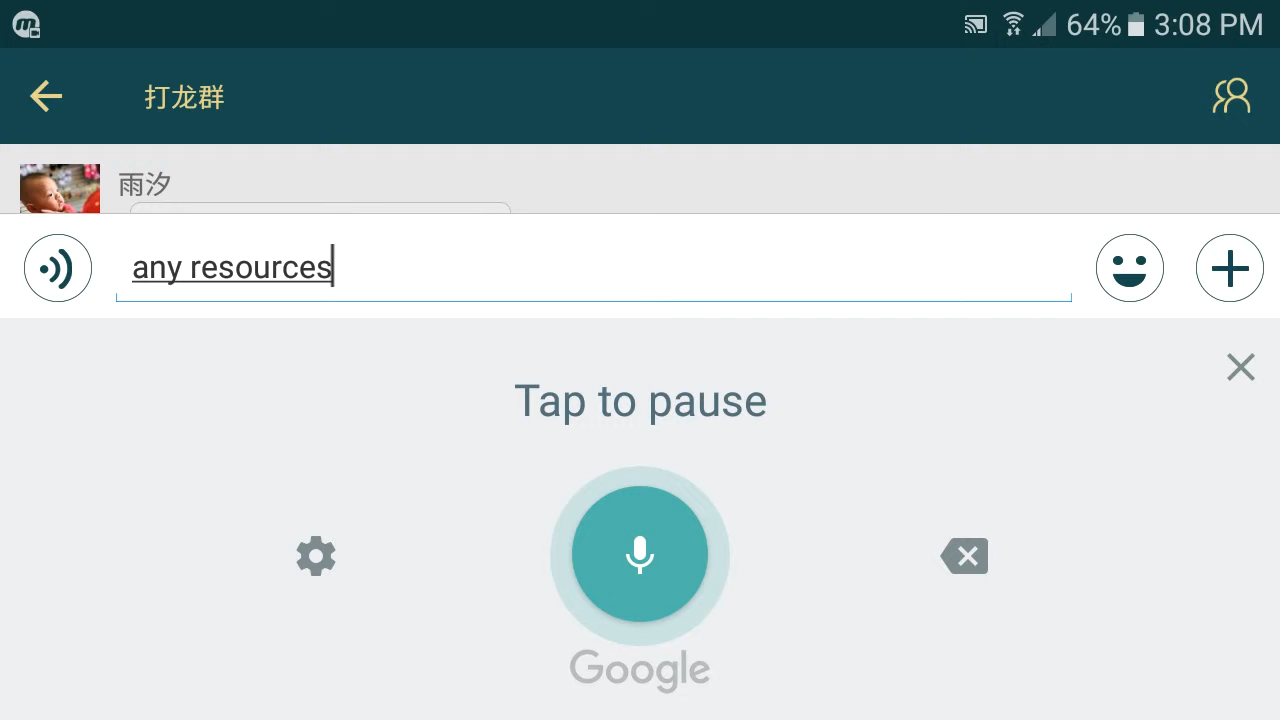 64% 3:08 PM
打龙群
雨汐
any resources
Tap to pause
Google